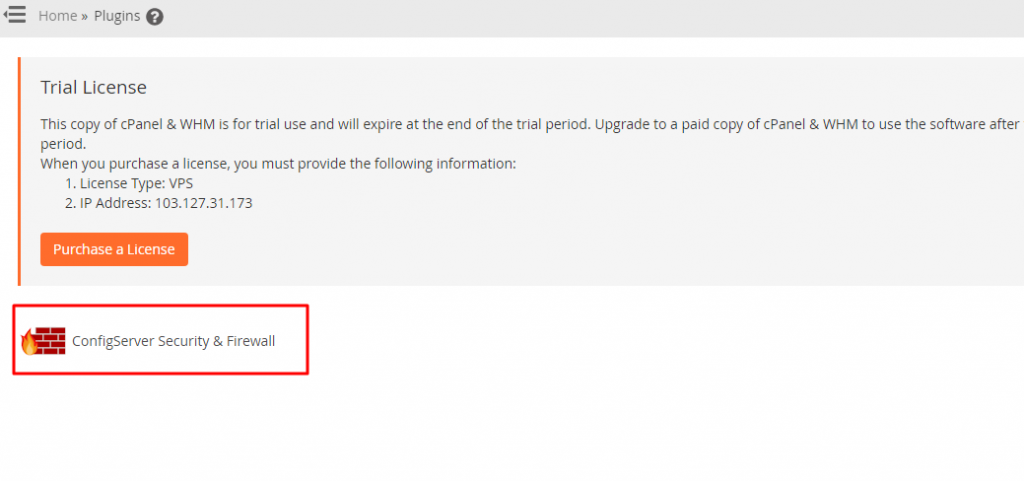 Home » Plugins ?
Trial License
This copy of cPanel & WHM is for trial use and will expire at the end of the trial period. Upgrade to a paid copy of cPanel & WHM to use the software after
period.
When you purchase a license, you must provide the following information:
1. License Type: VPS
2. IP Address: 103.127.31.173
Purchase a License
ConfigServer Security & Firewall